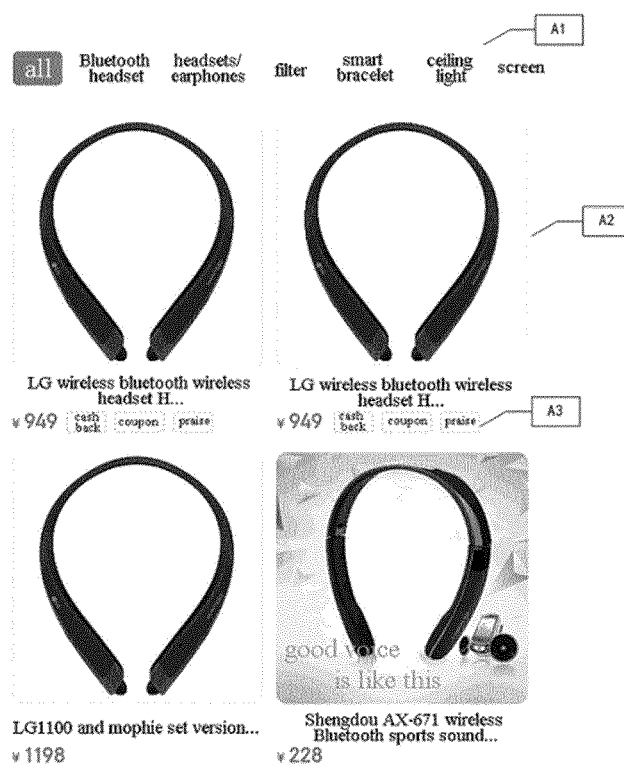 A1
all Bluetooth headsets/ filter smart ceiling screen
headset earphones bracelet light
A2
LG wireless bluetooth wireless
headset H...
LG wireless bluetooth wireless
headset H...
¥ 949 cash back coupon praise
¥ 949 cash back coupon praise
A3
good voice
is like this
LG1100 and mophie set version...
¥ 1198
Shengdou AX-671 wireless
Bluetooth sports sound...
¥ 228